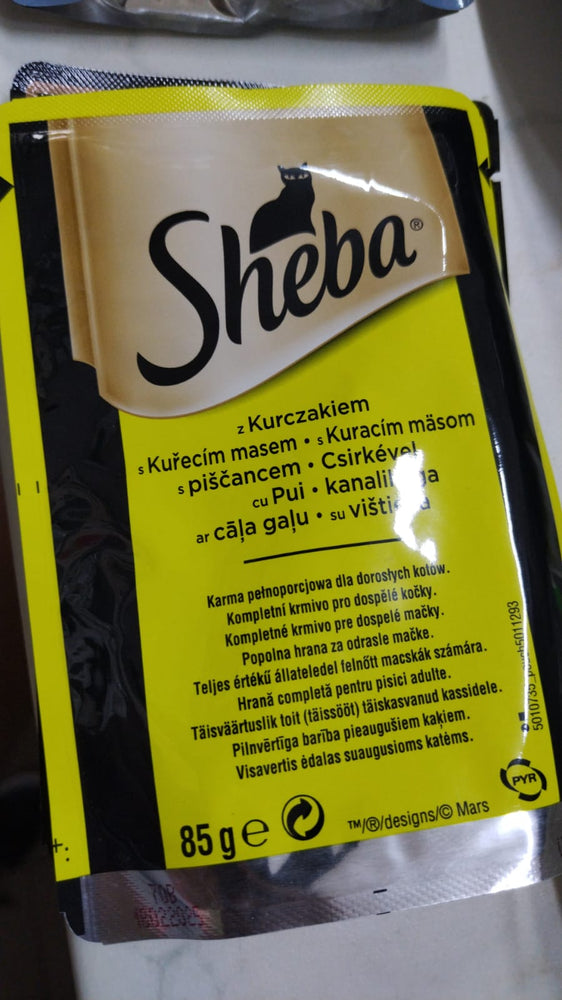 Sheba®
z Kurczakiem
s Kuřecím masem • s Kuracím mäsom
s piščancem • Csirkével
cu Pui •
ar cāļa gaļu • su
Karma pełnoporcjowa dla dorosłych kotów.
Kompletní krmivo pro dospělé kočky.
Kompletné krmivo pre dospelé mačky.
Popolna hrana za odrasle mačke.
Teljes értékű állateledel felnőtt macskák számára.
Hrană completă pentru pisici adulte.
Täisväärtuslik toit (täissööt) täiskasvanud kassidele.
Pilnvērtīga barība pieaugušiem kaķiem.
Visavertis ėdalas suaugusioms katėms.
85 g e
TM/®/designs/© Mars
PYR